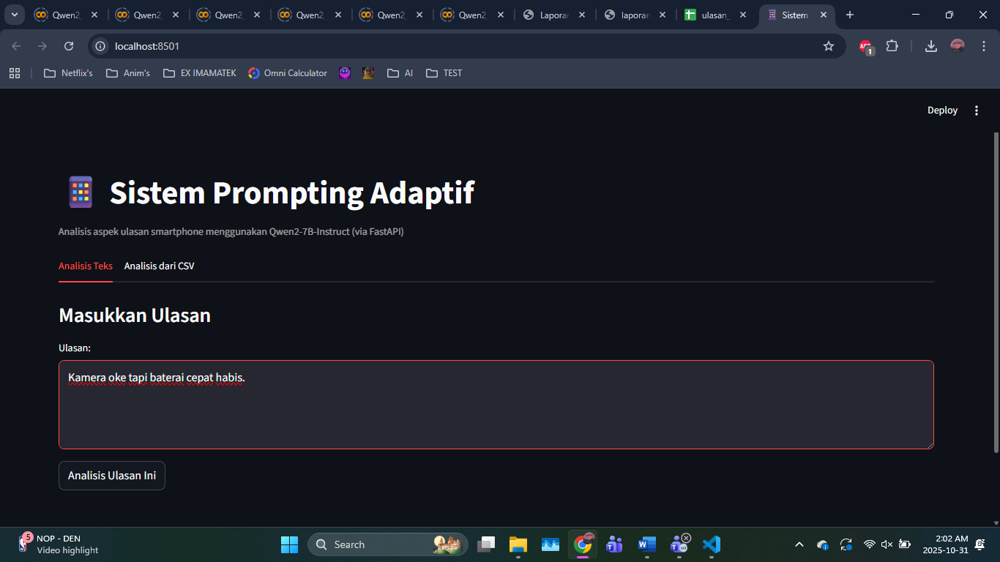 Qwen2
Qwen2
Qwen2
Qwen2
Qwen2
Qwen2
Laporan
laporan
ulasan_
Sistem
localhost:8501
ABP
1
Netflix's
Anim's
EX IMAMATEK
Omni Calculator
AI
TEST
Deploy
Sistem Prompting Adaptif
Analisis aspek ulasan smartphone menggunakan Qwen2-7B-Instruct (via FastAPI)
Analisis Teks
Analisis dari CSV
Masukkan Ulasan
Ulasan:
Kamera oke tapi baterai cepat habis.
Analisis Ulasan Ini
5
NOP - DEN
Video highlight
Search
2:02 AM
2025-10-31